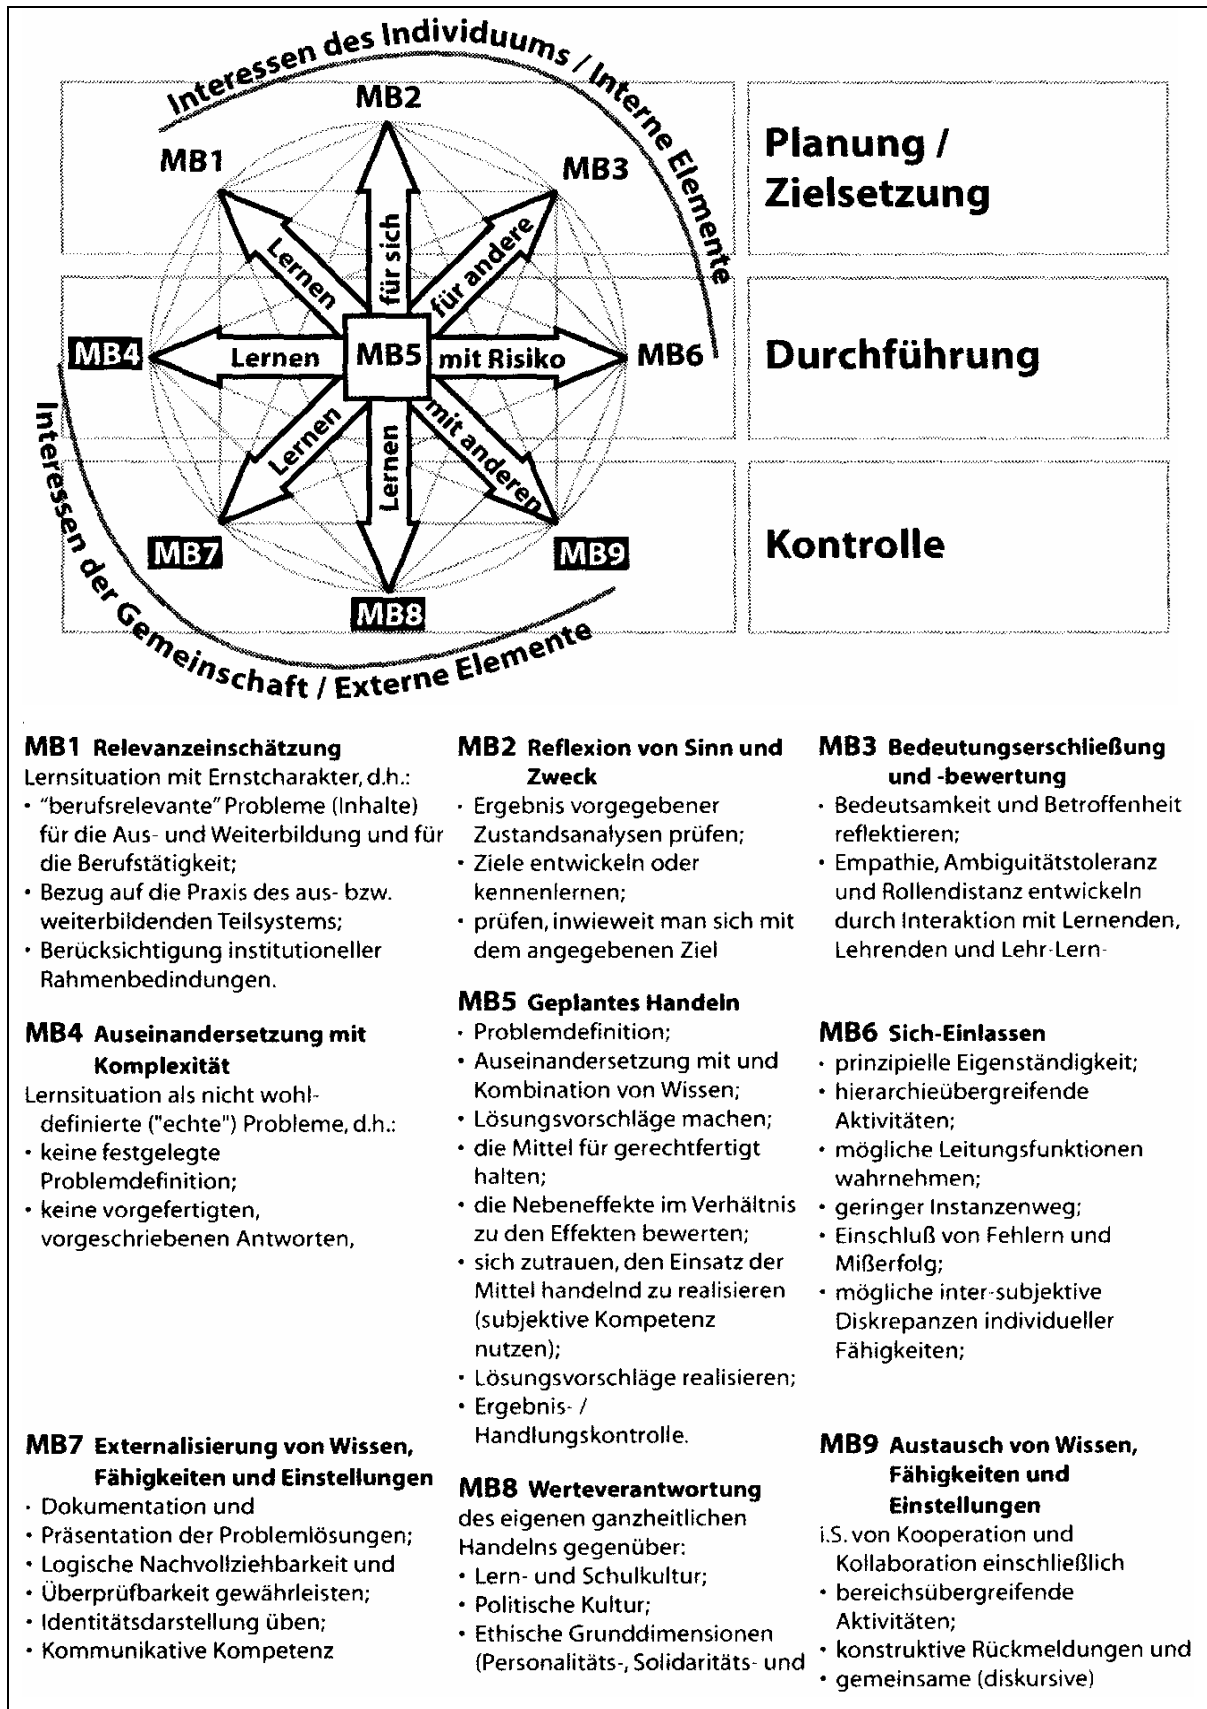 Interessen des Individuums / Interne Elemente
MB2
MB1
MB3
Planung /
Zielsetzung
Lernen
für sich
für andere
MB4
Lernen
MB5
mit Risiko
MB6
Durchführung
Lernen
Lernen
mit anderen
MB7
MB9
MB8
Kontrolle
Interessen der Gemeinschaft / Externe Elemente
MB1 Relevanzeinschätzung
Lernsituation mit Ernstcharakter, d.h.:
• "berufsrelevante" Probleme (Inhalte)
für die Aus- und Weiterbildung und für
die Berufstätigkeit;
• Bezug auf die Praxis des aus- bzw.
weiterbildenden Teilsystems;
• Berücksichtigung institutioneller
Rahmenbedingungen.
MB2 Reflexion von Sinn und
Zweck
• Ergebnis vorgegebener
Zustandsanalysen prüfen;
• Ziele entwickeln oder
kennenlernen;
• prüfen, inwieweit man sich mit
dem angegebenen Ziel
MB3 Bedeutungserschließung
und -bewertung
• Bedeutsamkeit und Betroffenheit
reflektieren;
• Empathie, Ambiguitätstoleranz
und Rollendistanz entwickeln
durch Interaktion mit Lernenden,
Lehrenden und Lehr-Lern-
MB4 Auseinandersetzung mit
Komplexität
Lernsituation als nicht wohl-
definierte ("echte") Probleme, d.h.:
• keine festgelegte
Problemdefinition;
• keine vorgefertigten,
vorgeschriebenen Antworten,
MB5 Geplantes Handeln
• Problemdefinition;
• Auseinandersetzung mit und
Kombination von Wissen;
• Lösungsvorschläge machen;
• die Mittel für gerechtfertigt
halten;
• die Nebeneffekte im Verhältnis
zu den Effekten bewerten;
• sich zutrauen, den Einsatz der
Mittel handelnd zu realisieren
(subjektive Kompetenz
nutzen);
• Lösungsvorschläge realisieren;
• Ergebnis- /
Handlungskontrolle.
MB6 Sich-Einlassen
• prinzipielle Eigenständigkeit;
• hierarchieübergreifende
Aktivitäten;
• mögliche Leitungsfunktionen
wahrnehmen;
• geringer Instanzenweg;
• Einschluß von Fehlern und
Mißerfolg;
• mögliche inter-subjektive
Diskrepanzen individueller
Fähigkeiten;
MB7 Externalisierung von Wissen,
Fähigkeiten und Einstellungen
• Dokumentation und
• Präsentation der Problemlösungen;
• Logische Nachvollziehbarkeit und
• Überprüfbarkeit gewährleisten;
• Identitätsdarstellung üben;
• Kommunikative Kompetenz
MB8 Werteverantwortung
des eigenen ganzheitlichen
Handelns gegenüber:
• Lern- und Schulkultur;
• Politische Kultur;
• Ethische Grunddimensionen
(Personalitäts-, Solidaritäts- und
MB9 Austausch von Wissen,
Fähigkeiten und
Einstellungen
i.S. von Kooperation und
Kollaboration einschließlich
• bereichsübergreifende
Aktivitäten;
• konstruktive Rückmeldungen und
• gemeinsame (diskursive)